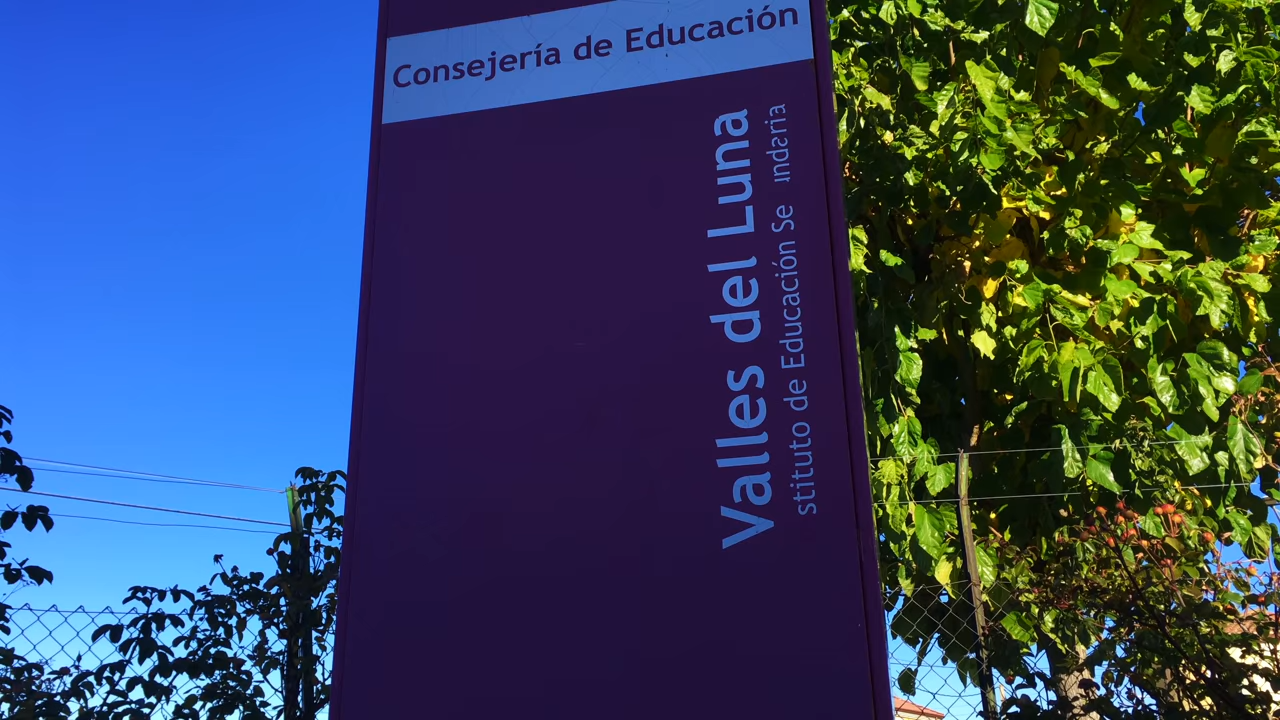 Consejería de Educación
Valles del Luna
stituto de Educación Se undaria